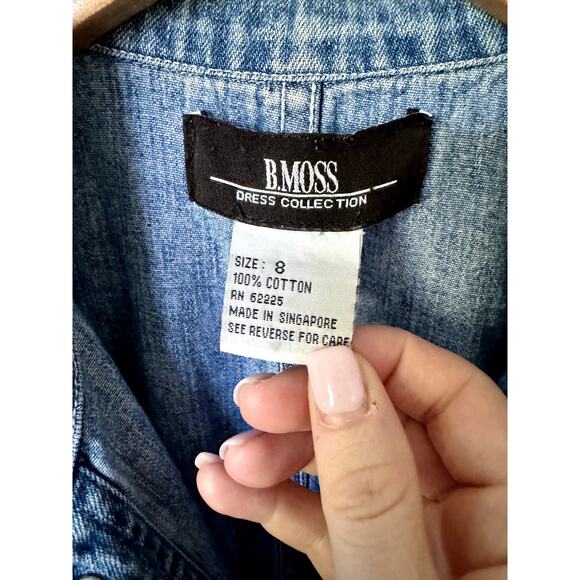 B.MOSS
DRESS COLLECTION
SIZE: 8
100% COTTON
RN 62225
MADE IN SINGAPORE
SEE REVERSE FOR CARE